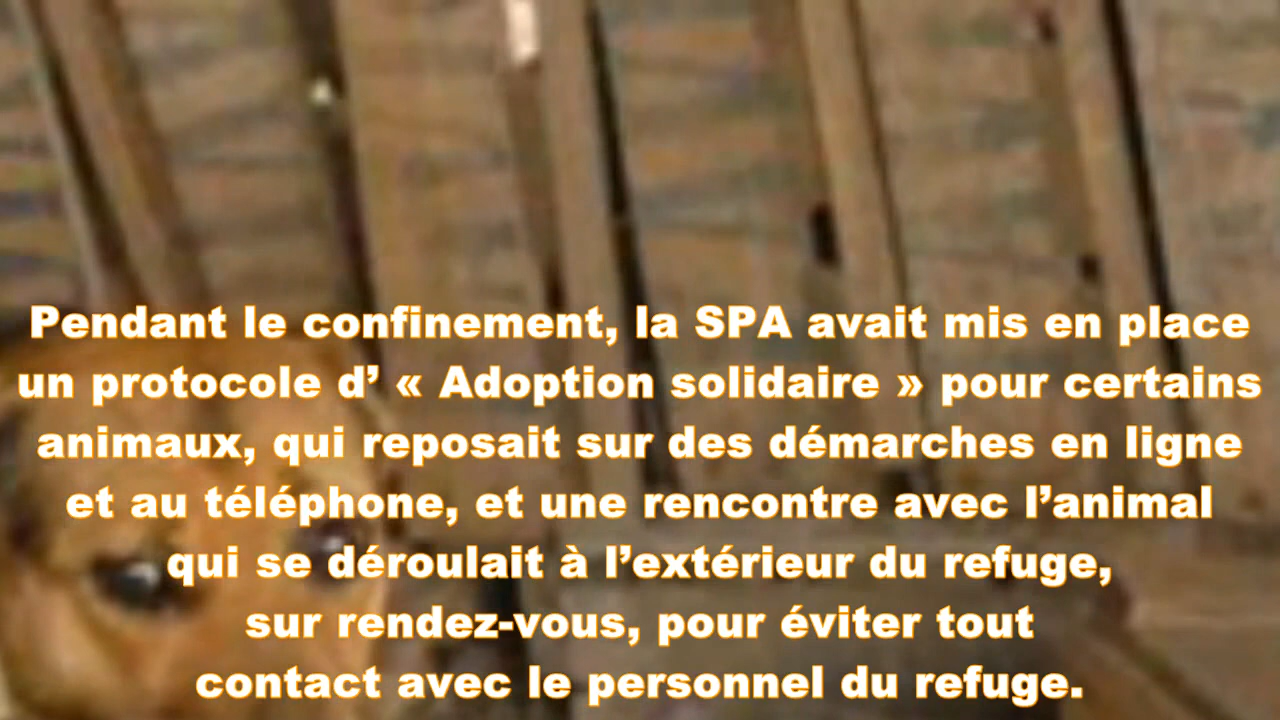 Pendant le confinement, la SPA avait mis en place
un protocole d’ « Adoption solidaire » pour certains
animaux, qui reposait sur des démarches en ligne
et au téléphone, et une rencontre avec l’animal
qui se déroulait à l’extérieur du refuge,
sur rendez-vous, pour éviter tout
contact avec le personnel du refuge.